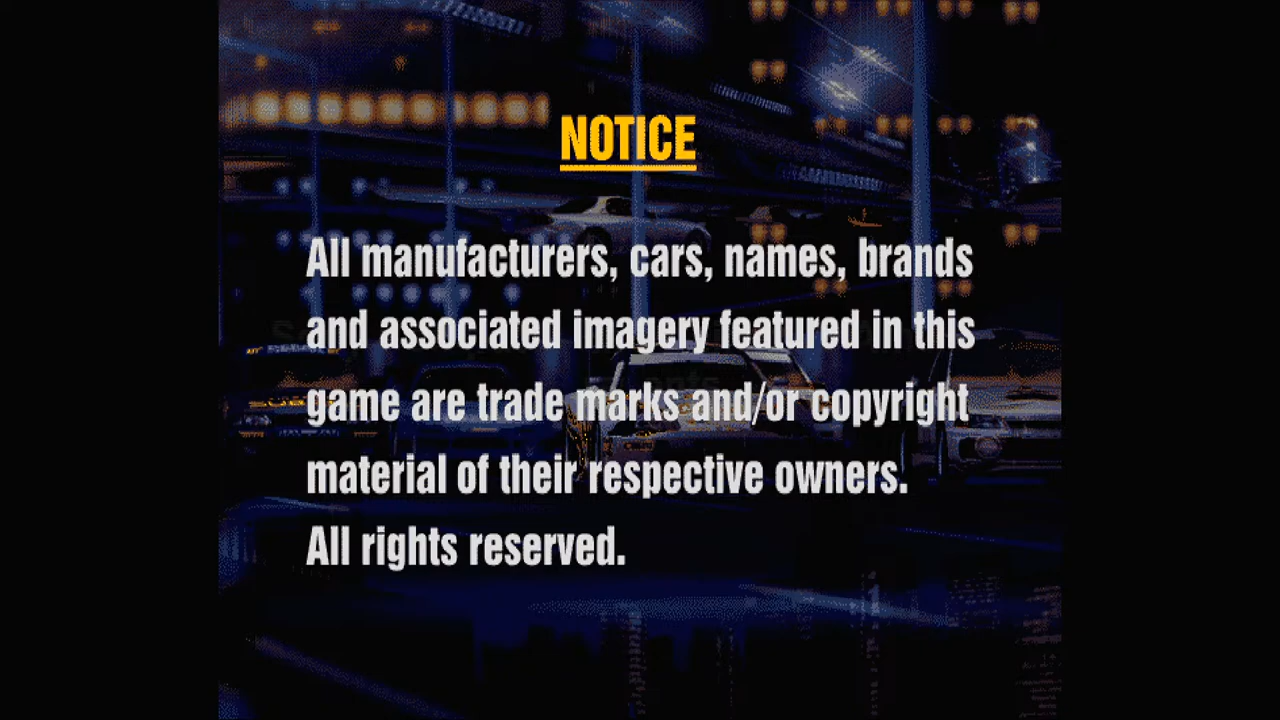 NOTICE
All manufacturers, cars, names, brands
and associated imagery featured in this
game are trade marks and/or copyright
material of their respective owners.
All rights reserved.